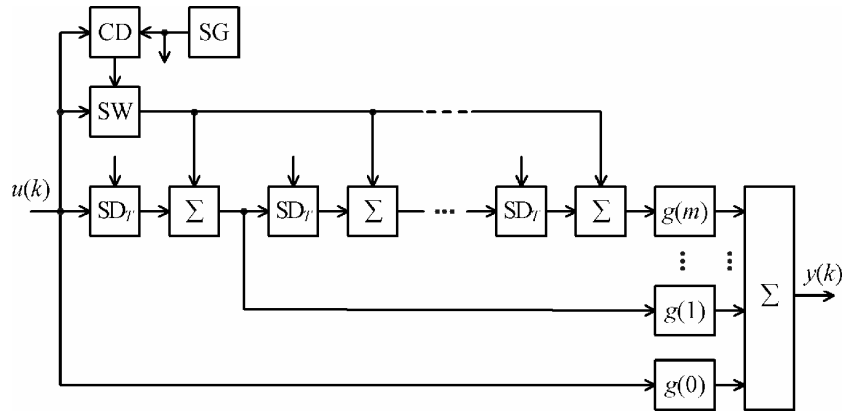 CD SG
SW
u(k)
SD_T Σ SD_T Σ ... SD_T Σ g(m)
⋮ ⋮
Σ y(k)
g(1)
g(0)